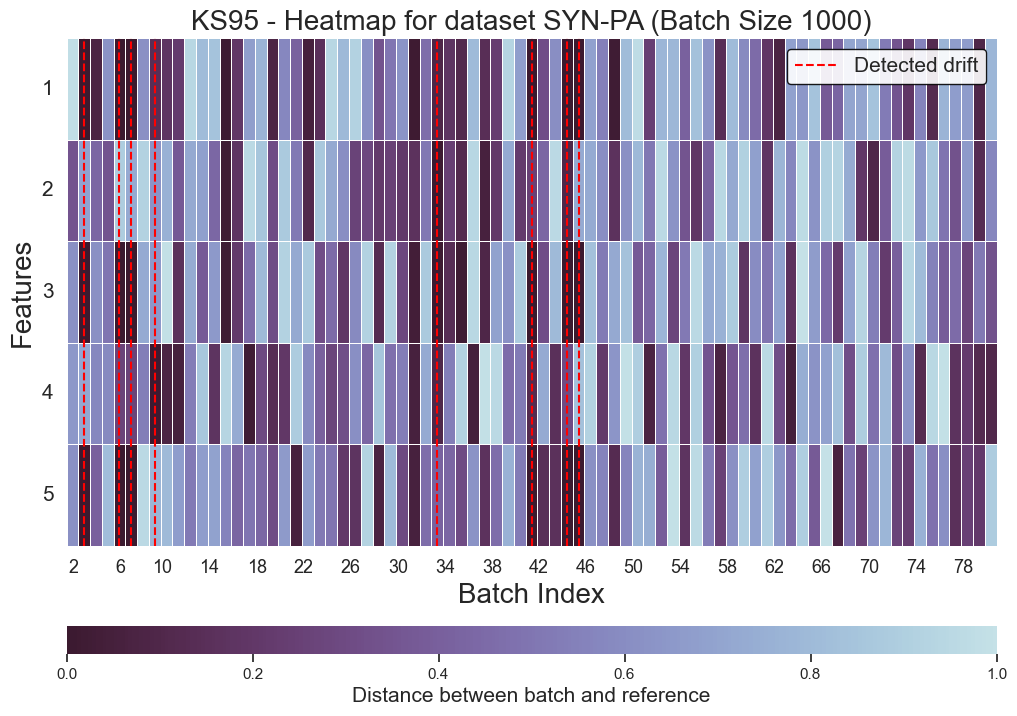 KS95 - Heatmap for dataset SYN-PA (Batch Size 1000)
Detected drift
1
2
3
4
5
Features
2 6 10 14 18 22 26 30 34 38 42 46 50 54 58 62 66 70 74 78
Batch Index
0.0 0.2 0.4 0.6 0.8 1.0
Distance between batch and reference